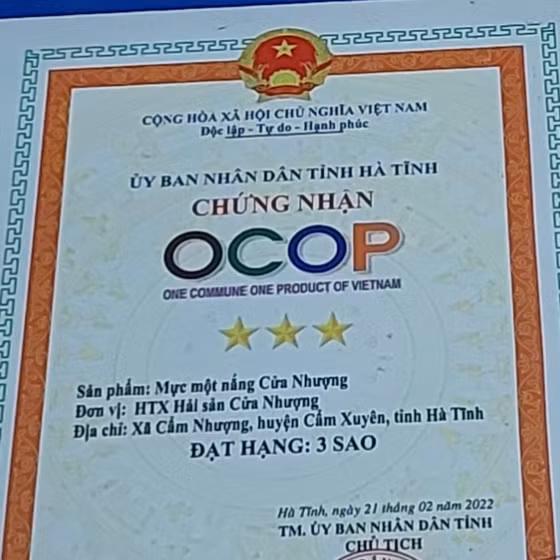 CỘNG HÒA XÃ HỘI CHỦ NGHĨA VIỆT NAM
Độc lập - Tự do - Hạnh phúc
ỦY BAN NHÂN DÂN TỈNH HÀ TĨNH
CHỨNG NHẬN
OCOP
ONE COMMUNE ONE PRODUCT OF VIETNAM
Sản phẩm: Mực một nắng Cửa Nhượng
Đơn vị: HTX Hải sản Cửa Nhượng
Địa chỉ: Xã Cẩm Nhượng, huyện Cẩm Xuyên, tỉnh Hà Tĩnh
ĐẠT HẠNG: 3 SAO
Hà Tĩnh, ngày 21 tháng 02 năm 2022
TM. ỦY BAN NHÂN DÂN TỈNH
CHỦ TỊCH